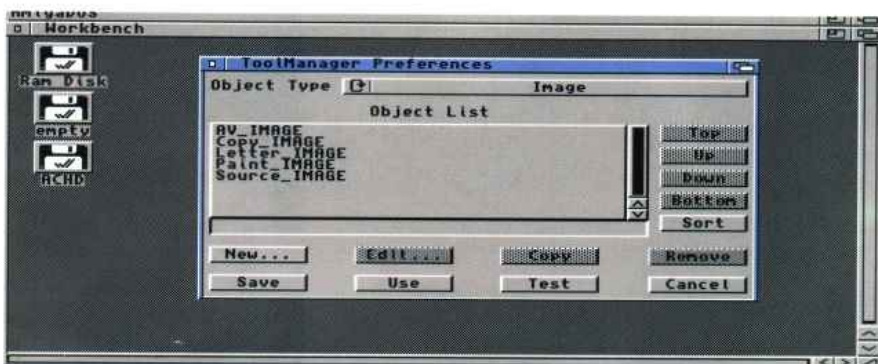 AmigaDOS
Workbench
Ram Disk
empty
ACHD
ToolManager Preferences
Object Type
Image
Object List
AV_IMAGE
Copy_IMAGE
Letter_IMAGE
Paint_IMAGE
Source_IMAGE
Top
Up
Down
Bottom
Sort
New...
Edit...
Copy
Remove
Save
Use
Test
Cancel